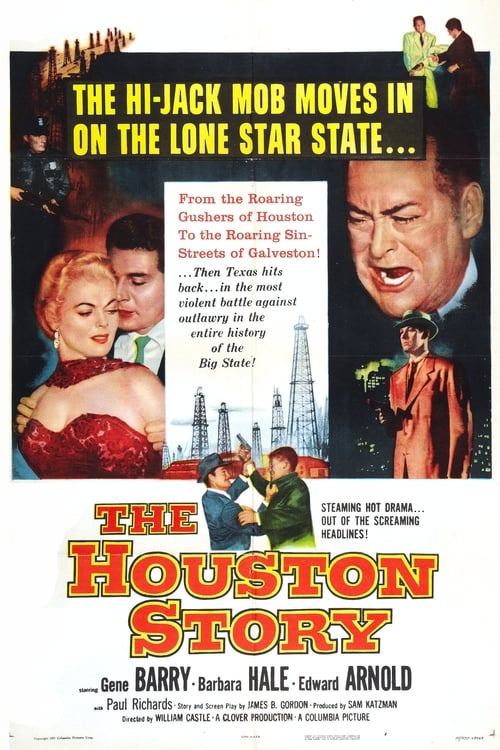 THE HI-JACK MOB MOVES IN
ON THE LONE STAR STATE...
From the Roaring
Gushers of Houston
To the Roaring Sin-
Streets of Galveston!
...Then Texas hits
back...in the most
violent battle against
outlawry in the
entire history
of the
Big State!
STEAMING HOT DRAMA...
OUT OF THE SCREAMING
HEADLINES!
THE
HOUSTON
STORY
starring Gene BARRY · Barbara HALE · Edward ARNOLD
with Paul Richards · Story and Screen Play by JAMES B. GORDON · Produced by SAM KATZMAN
Directed by WILLIAM CASTLE · A CLOVER PRODUCTION · A COLUMBIA PICTURE